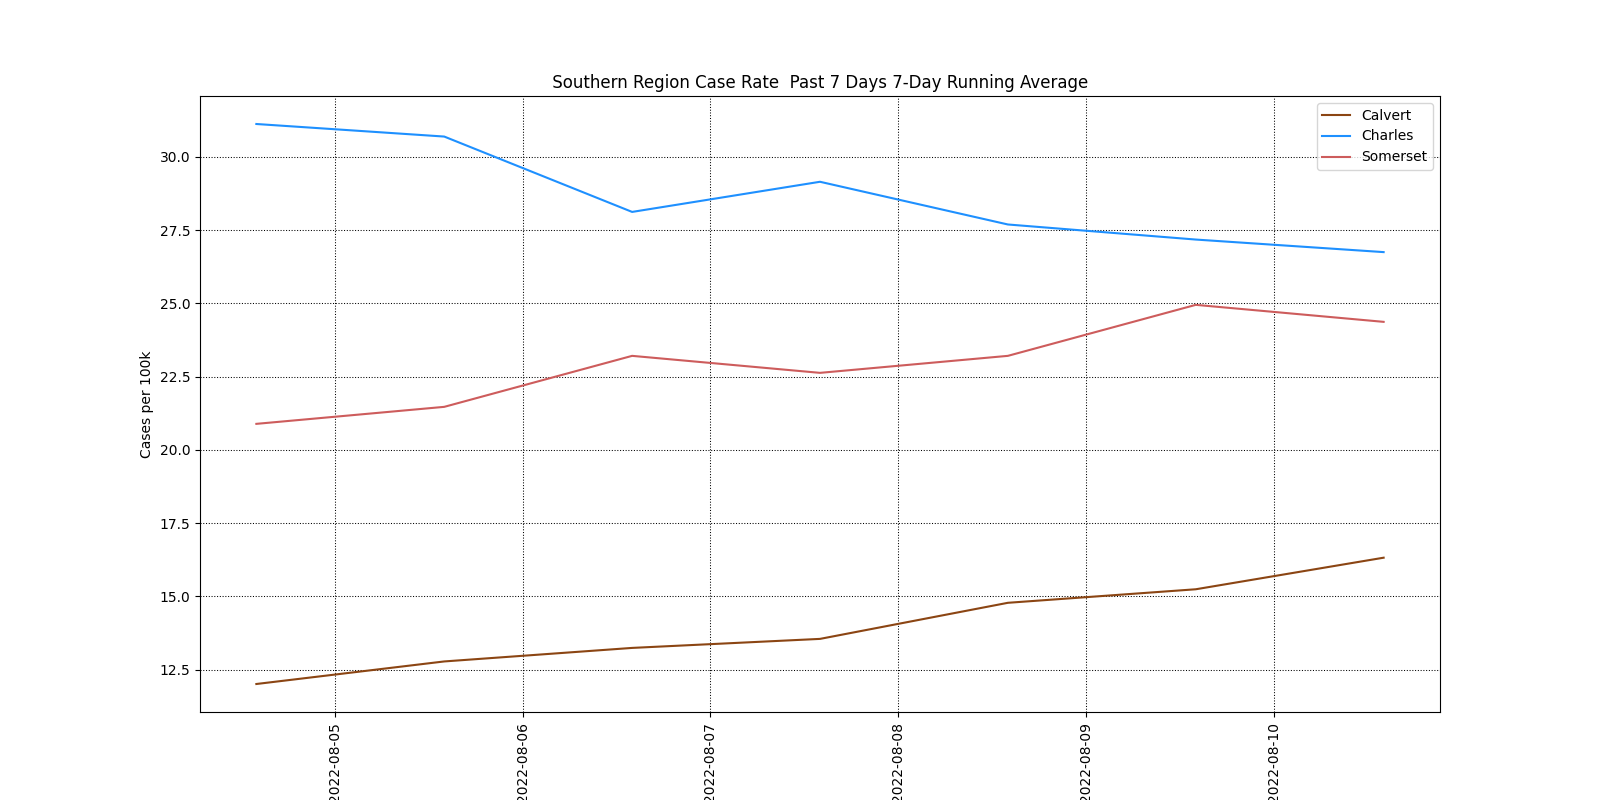 Southern Region Case Rate  Past 7 Days 7-Day Running Average
Calvert
Charles
Somerset
30.0
27.5
25.0
22.5
20.0
17.5
15.0
12.5
Cases per 100k
2022-08-05
2022-08-06
2022-08-07
2022-08-08
2022-08-09
2022-08-10